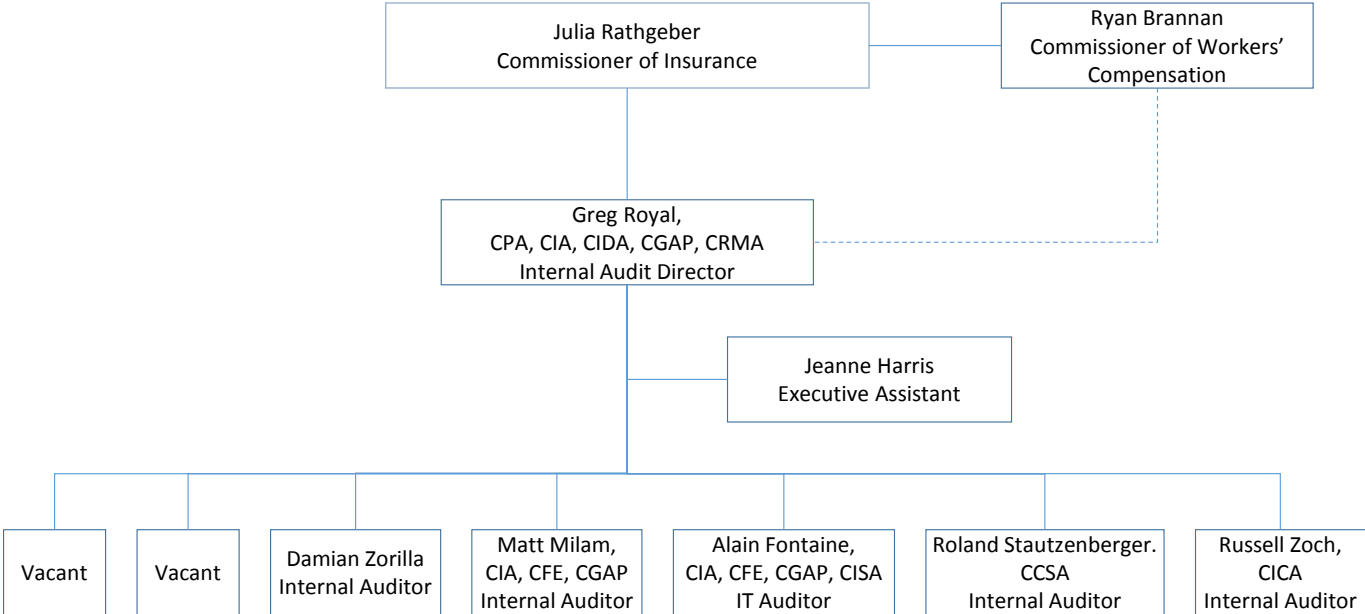 Julia Rathgeber
Commissioner of Insurance
Ryan Brannan
Commissioner of Workers’
Compensation
Greg Royal,
CPA, CIA, CIDA, CGAP, CRMA
Internal Audit Director
Jeanne Harris
Executive Assistant
Vacant
Vacant
Damian Zorilla
Internal Auditor
Matt Milam,
CIA, CFE, CGAP
Internal Auditor
Alain Fontaine,
CIA, CFE, CGAP, CISA
IT Auditor
Roland Stautzenberger.
CCSA
Internal Auditor
Russell Zoch,
CICA
Internal Auditor